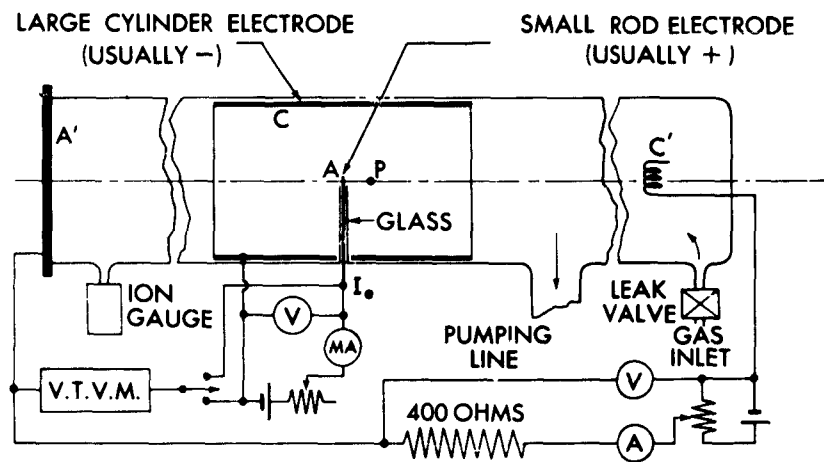 LARGE CYLINDER ELECTRODE
(USUALLY −)
SMALL ROD ELECTRODE
(USUALLY +)
A'
C
A
P
C'
GLASS
ION
GAUGE
I₀
V
MA
PUMPING
LINE
LEAK
VALVE
GAS
INLET
V.T.V.M.
400 OHMS
V
A